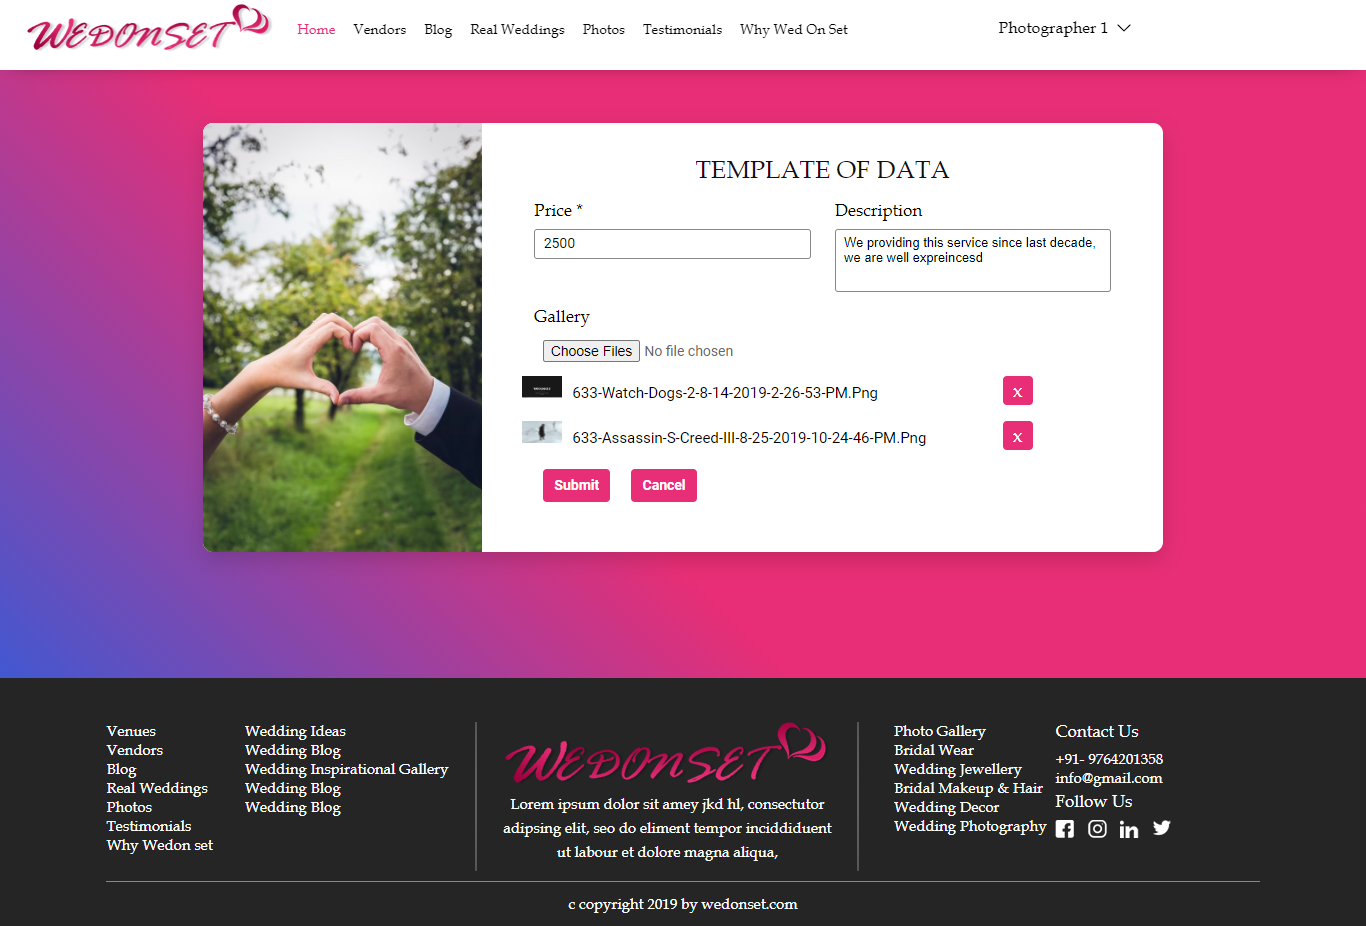 WEDONSET
Home Vendors Blog Real Weddings Photos Testimonials Why Wed On Set
Photographer 1
TEMPLATE OF DATA
Price *
2500
Description
We providing this service since last decade,
we are well expreincesd
Gallery
Choose Files No file chosen
633-Watch-Dogs-2-8-14-2019-2-26-53-PM.Png
x
633-Assassin-S-Creed-III-8-25-2019-10-24-46-PM.Png
x
Submit Cancel
Venues
Vendors
Blog
Real Weddings
Photos
Testimonials
Why Wedon set
Wedding Ideas
Wedding Blog
Wedding Inspirational Gallery
Wedding Blog
Wedding Blog
WEDONSET
Lorem ipsum dolor sit amey jkd hl, consectutor
adipsing elit, seo do eliment tempor inciddiduent
ut labour et dolore magna aliqua,
Photo Gallery
Bridal Wear
Wedding Jewellery
Bridal Makeup & Hair
Wedding Decor
Wedding Photography
Contact Us
+91- 9764201358
info@gmail.com
Follow Us
c copyright 2019 by wedonset.com